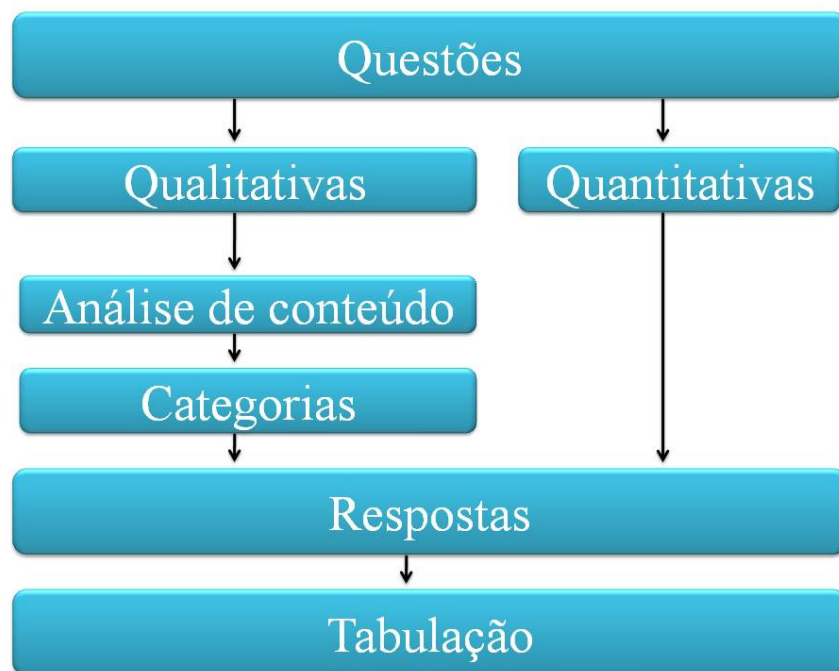 Questões
Qualitativas
Quantitativas
Análise de conteúdo
Categorias
Respostas
Tabulação